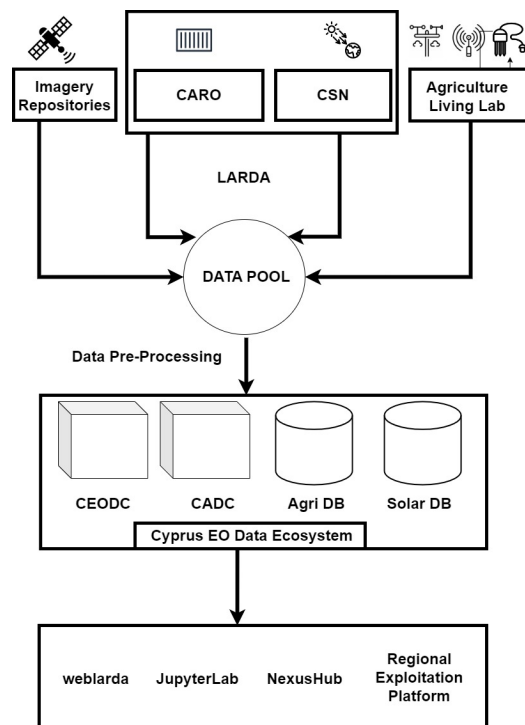 Imagery
Repositories
CARO
CSN
Agriculture
Living Lab
LARDA
DATA POOL
Data Pre-Processing
CEODC
CADC
Agri DB
Solar DB
Cyprus EO Data Ecosystem
weblarda
JupyterLab
NexusHub
Regional
Exploitation
Platform